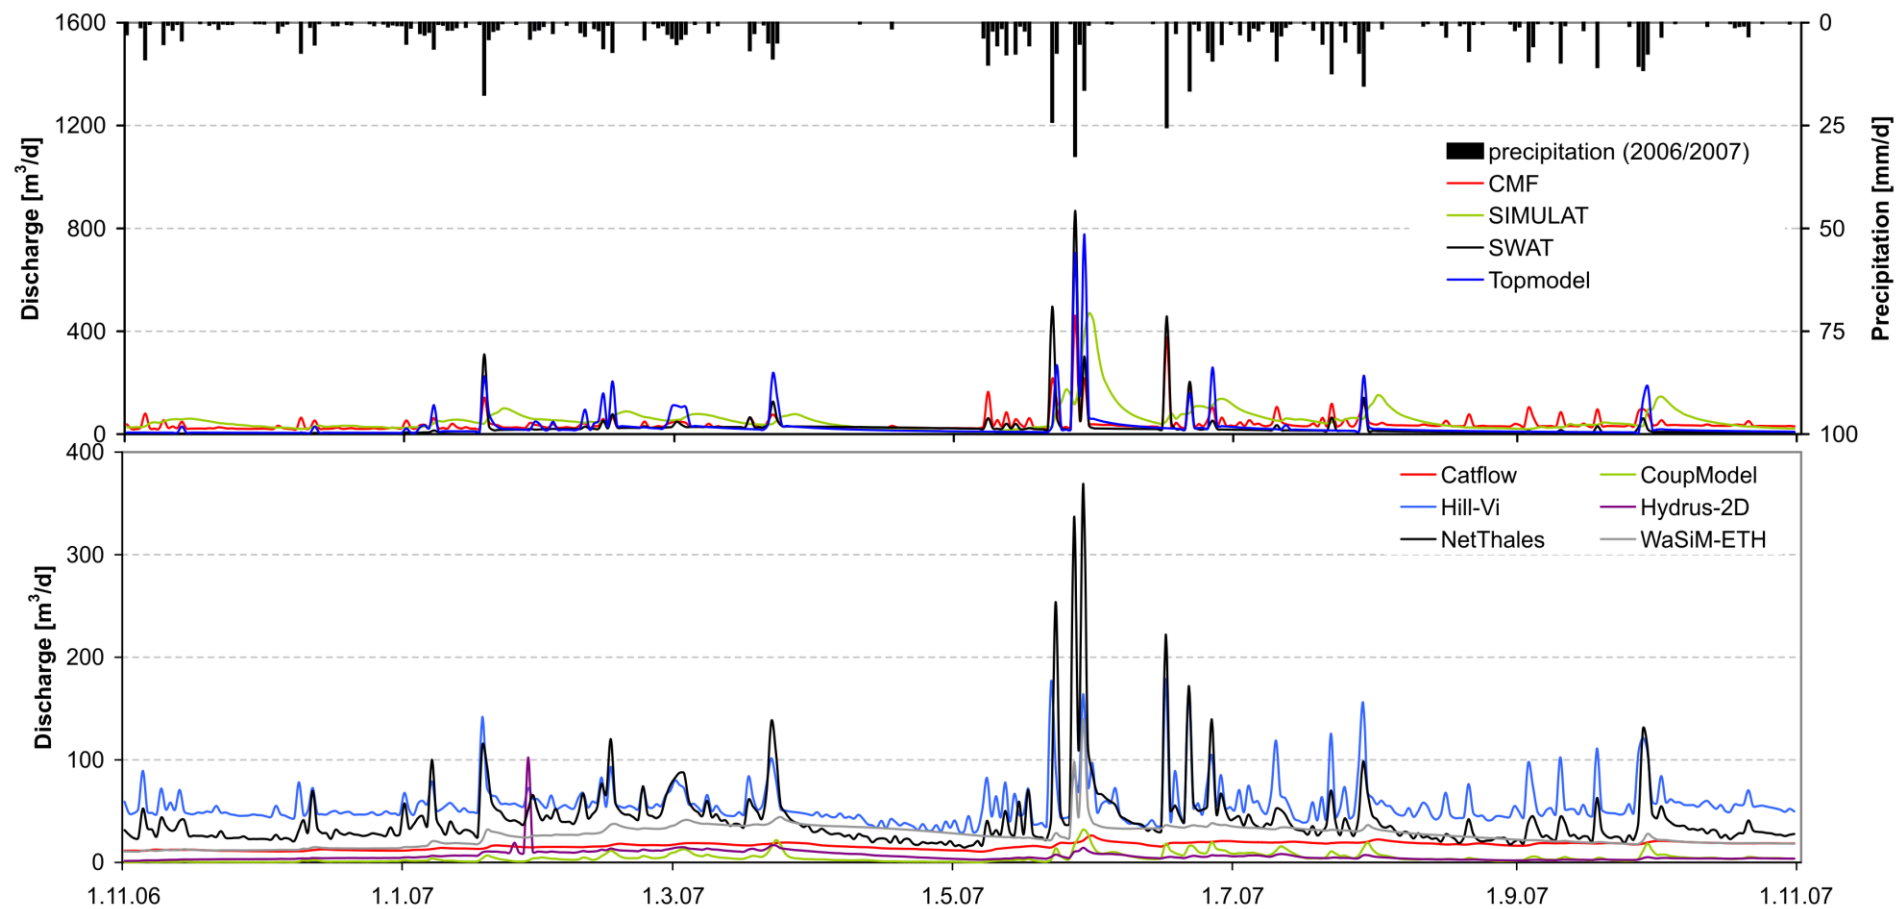 1600
1200
800
400
0
Discharge [m³/d]
0
25
50
75
100
Precipitation [mm/d]
precipitation (2006/2007)
CMF
SIMULAT
SWAT
Topmodel
400
300
200
100
0
Discharge [m³/d]
Catflow
CoupModel
Hill-Vi
Hydrus-2D
NetThales
WaSiM-ETH
1.11.06
1.1.07
1.3.07
1.5.07
1.7.07
1.9.07
1.11.07